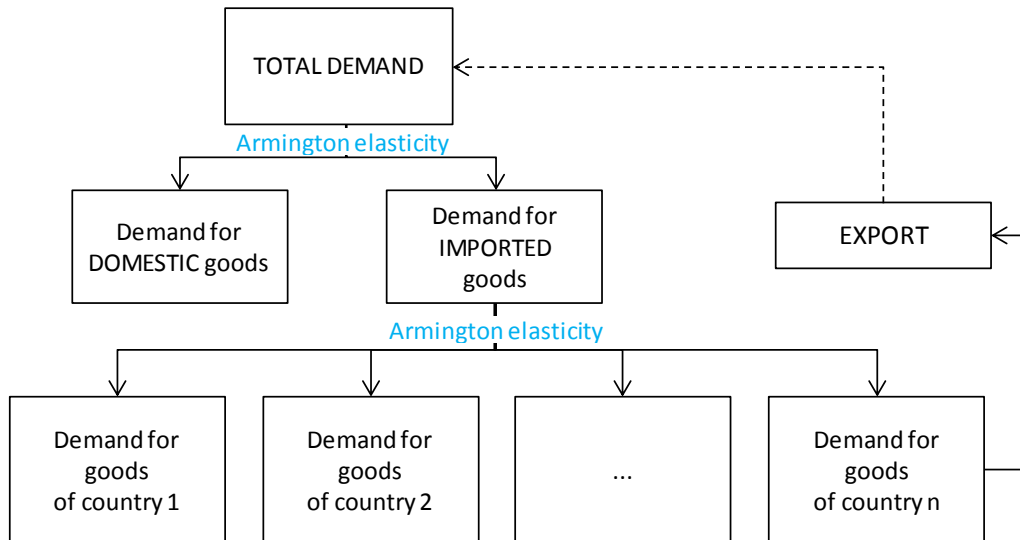 TOTAL DEMAND
Armington elasticity
Demand for
DOMESTIC goods
Demand for
IMPORTED
goods
EXPORT
Armington elasticity
Demand for
goods
of country 1
Demand for
goods
of country 2
...
Demand for
goods
of country n